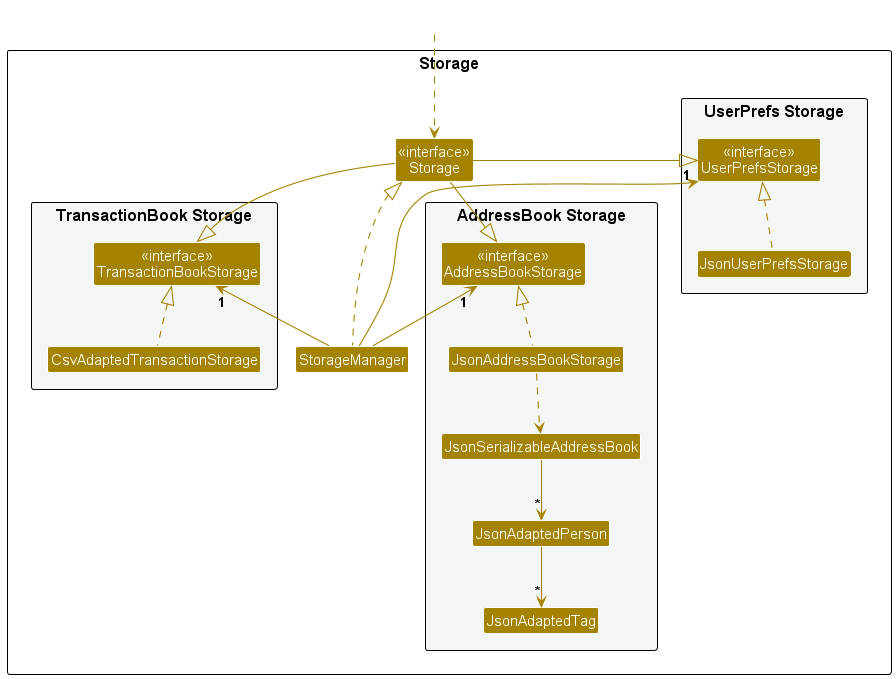 Storage
UserPrefs Storage
«interface»
Storage
«interface»
UserPrefsStorage
1
TransactionBook Storage
AddressBook Storage
«interface»
TransactionBookStorage
«interface»
AddressBookStorage
JsonUserPrefsStorage
1
1
CsvAdaptedTransactionStorage
StorageManager
JsonAddressBookStorage
JsonSerializableAddressBook
*
JsonAdaptedPerson
*
JsonAdaptedTag